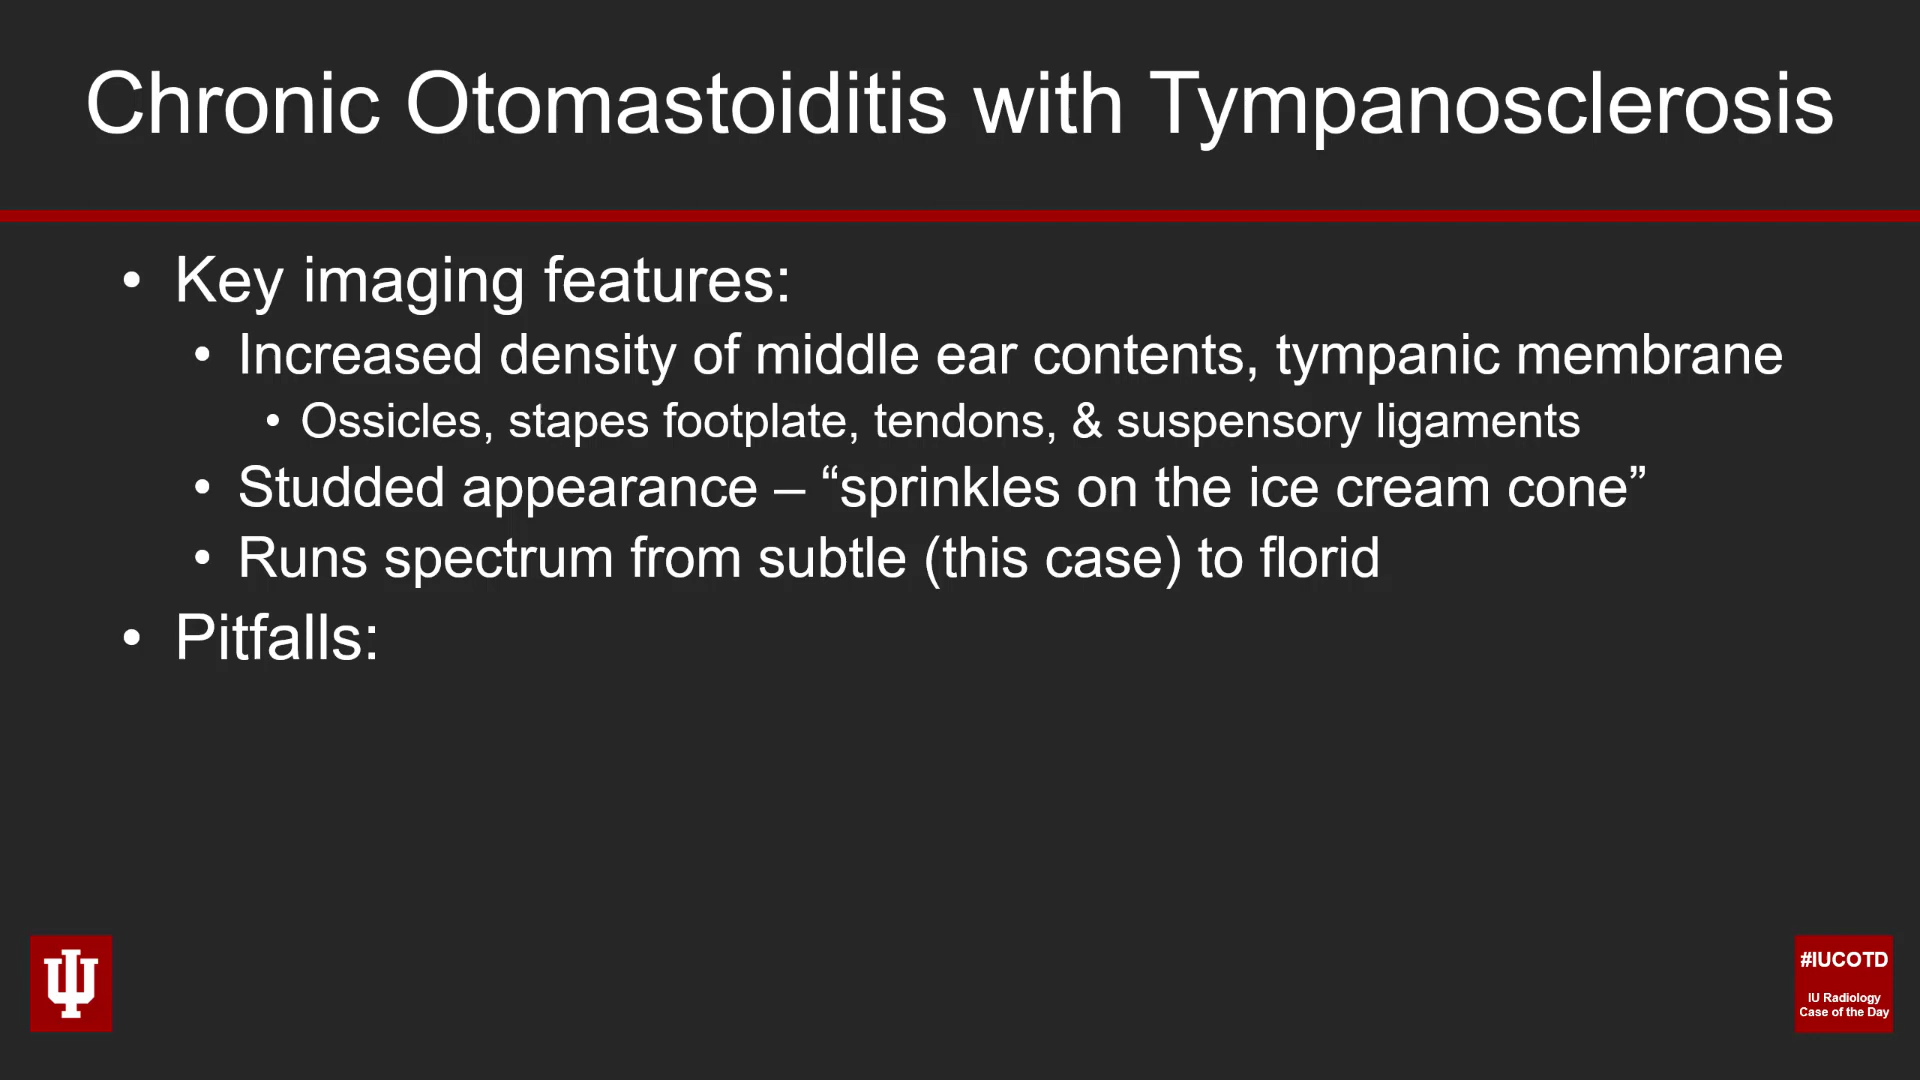 Chronic Otomastoiditis with Tympanosclerosis
• Key imaging features:
• Increased density of middle ear contents, tympanic membrane
• Ossicles, stapes footplate, tendons, & suspensory ligaments
• Studded appearance – “sprinkles on the ice cream cone”
• Runs spectrum from subtle (this case) to florid
• Pitfalls:
#IUCOTD
IU Radiology
Case of the Day